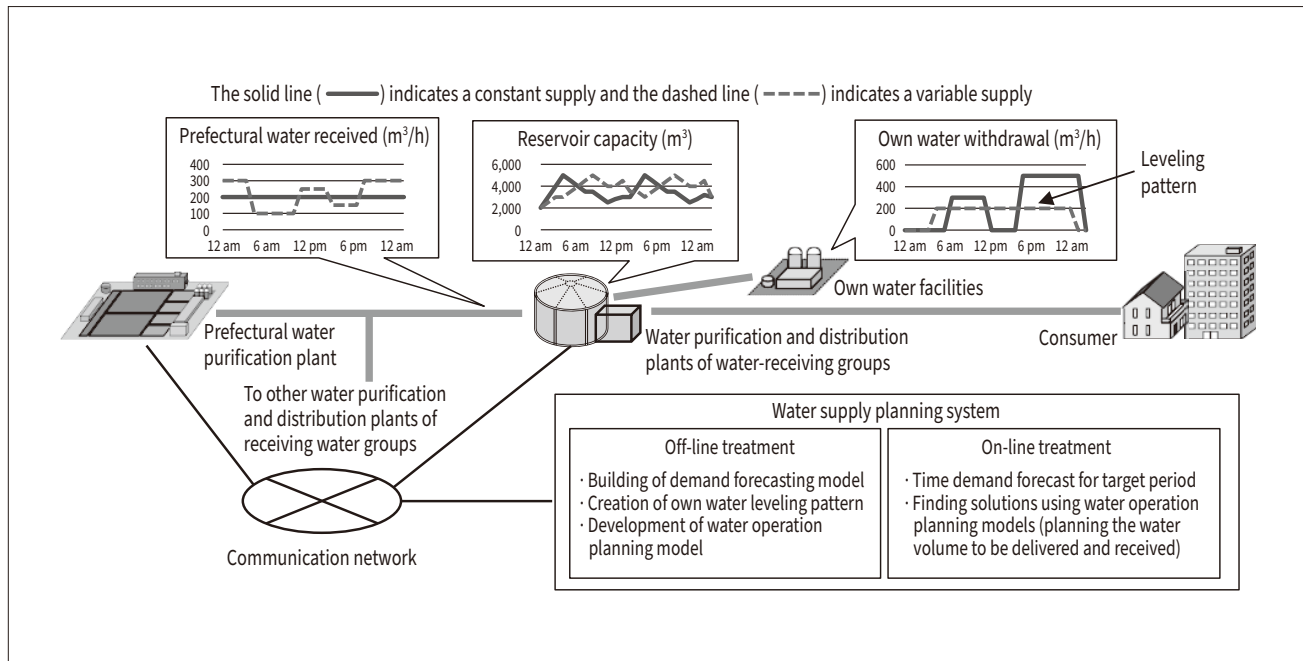 The solid line ( ) indicates a constant supply and the dashed line ( ) indicates a variable supply
Prefectural water received (m³/h)
400
300
200
100
0
12 am 6 am 12 pm 6 pm 12 am
Reservoir capacity (m³)
6,000
4,000
2,000
0
12 am 6 am 12 pm 6 pm 12 am
Own water withdrawal (m³/h)
600
400
200
0
12 am 6 am 12 pm 6 pm 12 am
Leveling
pattern
Own water facilities
Prefectural water
purification plant
Water purification and distribution
plants of water-receiving groups
Consumer
To other water purification
and distribution plants of
receiving water groups
Communication network
Water supply planning system
Off-line treatment
· Building of demand forecasting model
· Creation of own water leveling pattern
· Development of water operation
planning model
On-line treatment
· Time demand forecast for target period
· Finding solutions using water operation
planning models (planning the water
volume to be delivered and received)